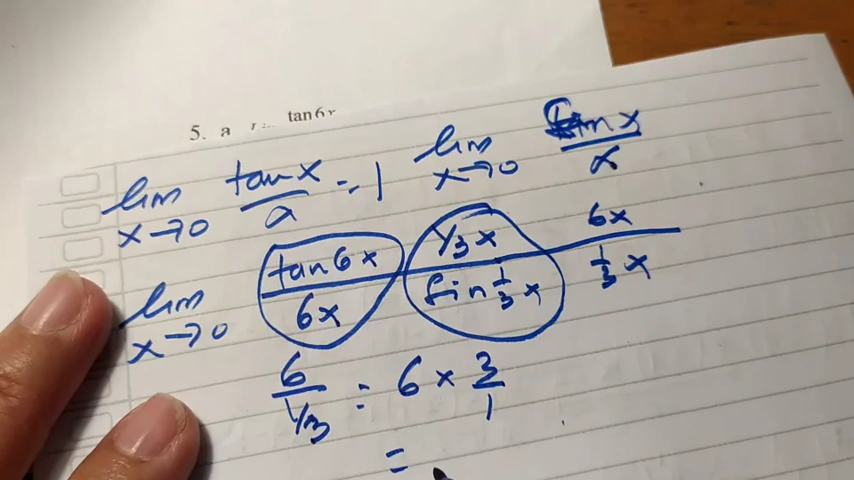 5. a tan6x
lim x→0 tan x / x = 1 lim x→0 sin x / x
lim x→0 tan 6x / 6x 1/3 x / sin 1/3 x 6x / 1/3 x
6 / 1/3 = 6 × 3/1
=